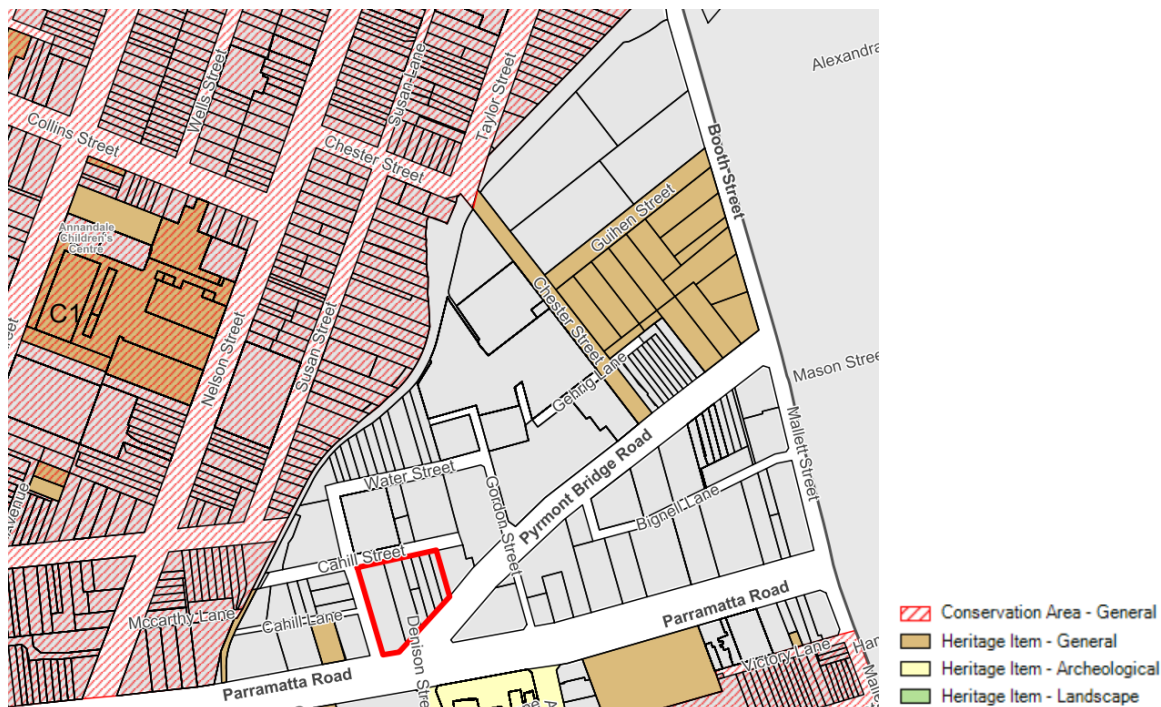 Alexandra
Wells Street
Susan Lane
Taylor Street
Collins Street
Chester Street
Booth Street
Guihen Street
Annandale
Children's
Centre
C1
Chester Street
Nelson Street
Susan Street
Gehrig Lane
Mason Stree
Mallett Street
Pyrmont Bridge Road
Water Street
Gordon Street
Bignell Lane
Avenue
Cahill Street
Mccarthy Lane
Cahill Lane
Denison Stre
Parramatta Road
Victory Lane
Parramatta Road
Conservation Area - General
Heritage Item - General
Heritage Item - Archeological
Heritage Item - Landscape